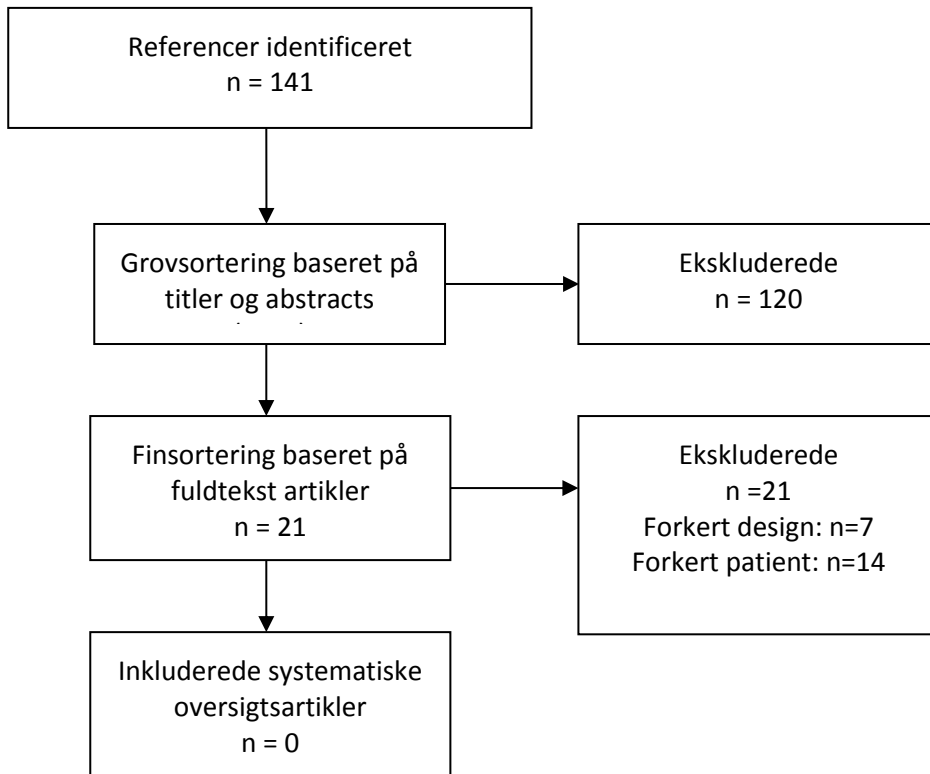 Referencer identificeret
n = 141
Grovsortering baseret på
titler og abstracts
Ekskluderede
n = 120
Finsortering baseret på
fuldtekst artikler
n = 21
Ekskluderede
n =21
Forkert design: n=7
Forkert patient: n=14
Inkluderede systematiske
oversigtsartikler
n = 0